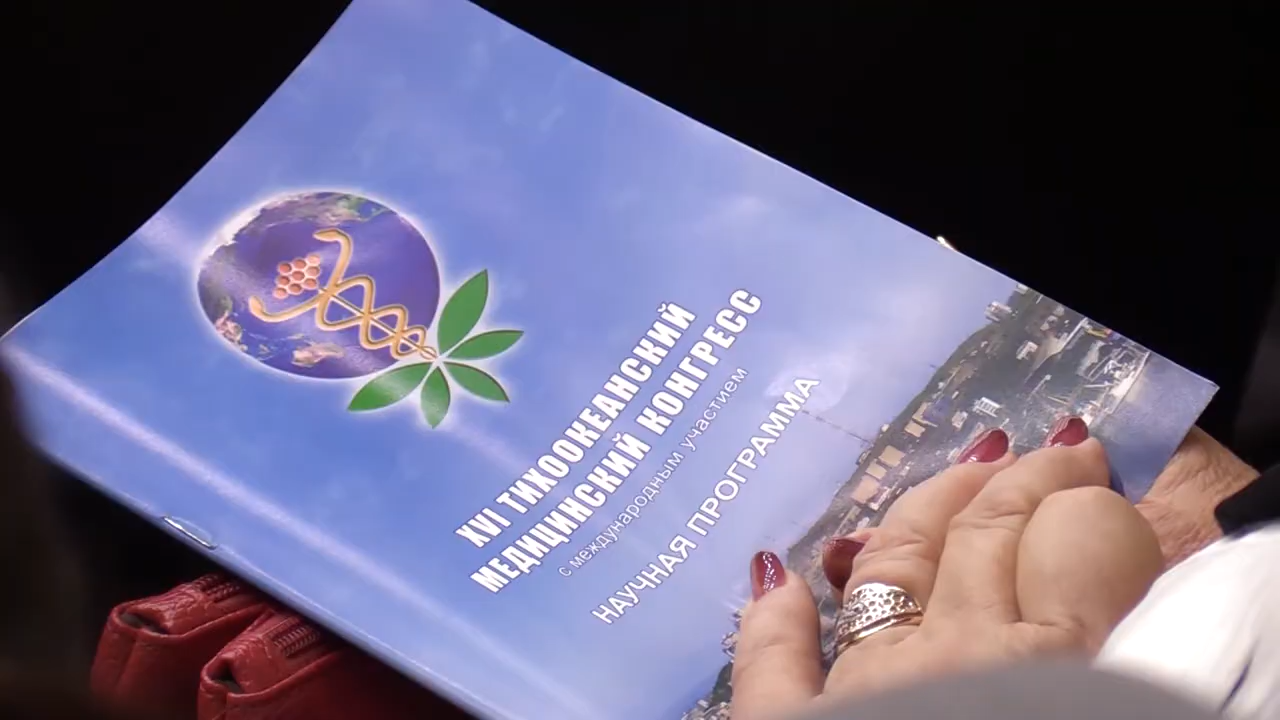 XVI ТИХООКЕАНСКИЙ
МЕДИЦИНСКИЙ КОНГРЕСС
с международным участием
НАУЧНАЯ ПРОГРАММА